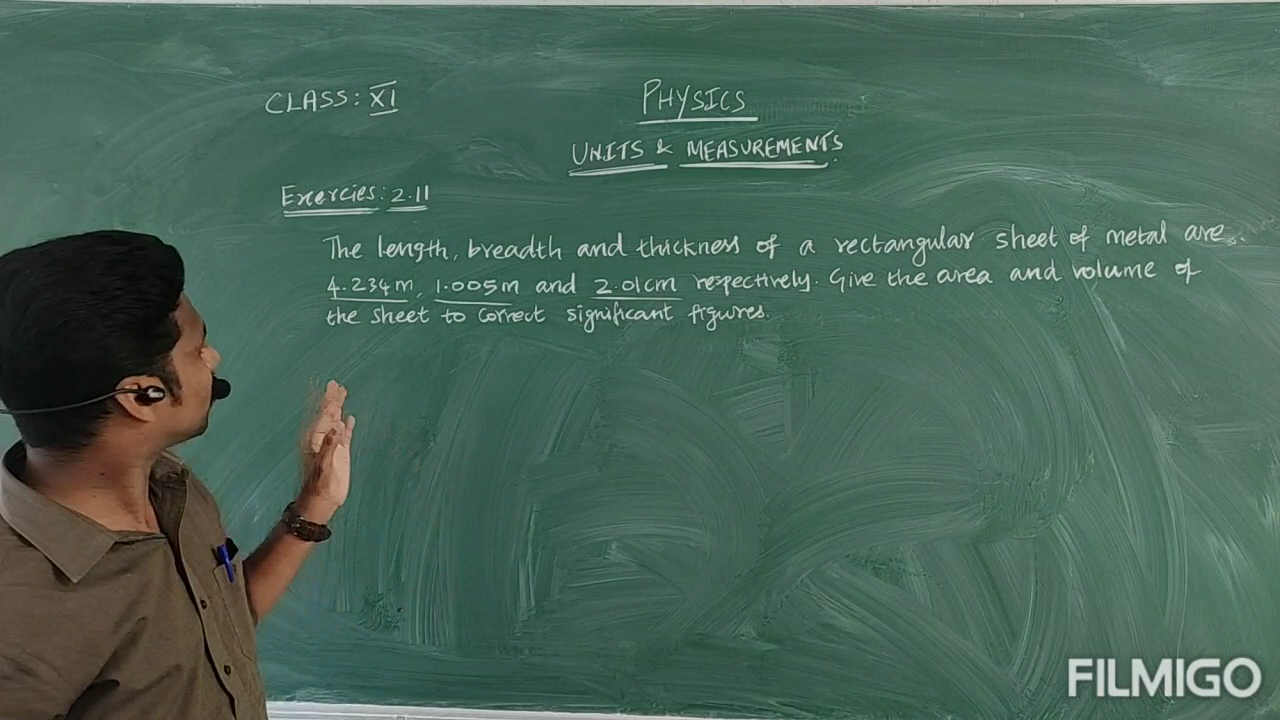 CLASS: XI
PHYSICS
UNITS & MEASUREMENTS
Exercies: 2.11
The length, breadth and thickness of a rectangular sheet of metal are
4.234m, 1.005m and 2.01cm respectively. Give the area and volume of
the sheet to correct significant figures.
FILMIGO